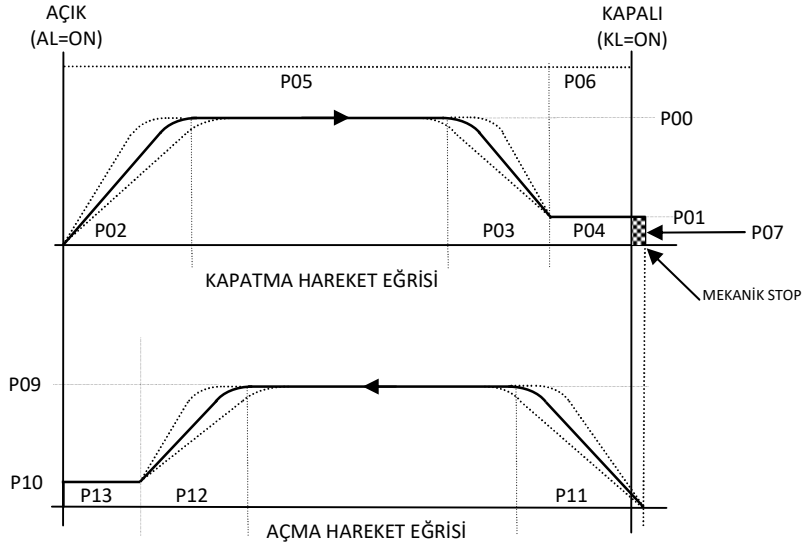 AÇIK
(AL=ON)
KAPALI
(KL=ON)
P05
P06
P00
P02
P03
P04
P01
P07
KAPATMA HAREKET EĞRİSİ
MEKANİK STOP
P09
P10
P13
P12
P11
AÇMA HAREKET EĞRİSİ